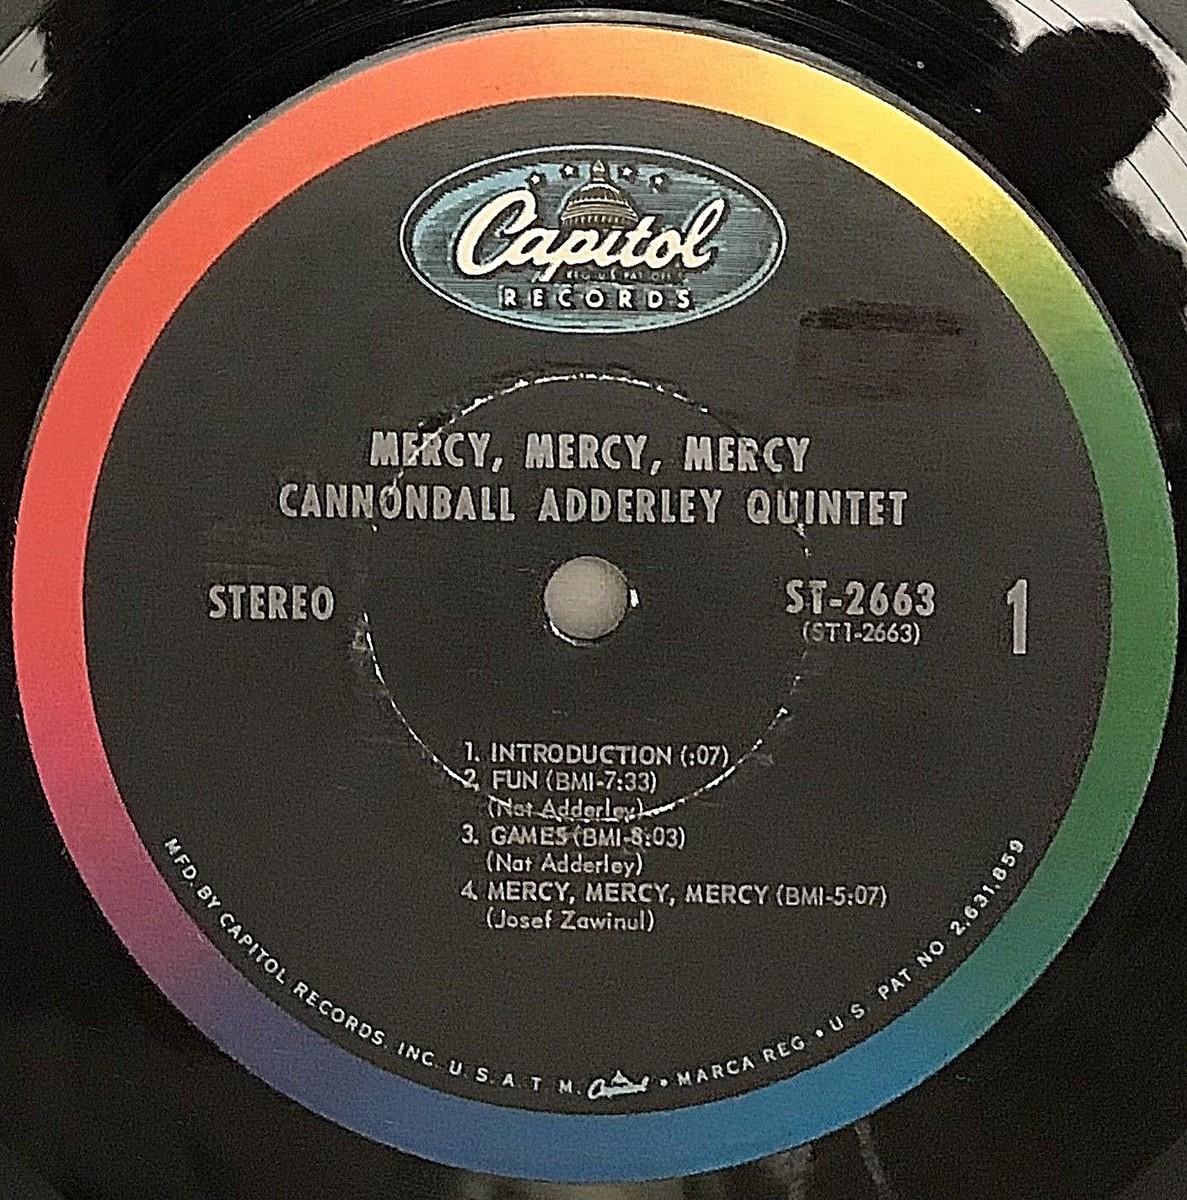 Capitol
REG. U.S. PAT. OFF.
RECORDS
MERCY, MERCY, MERCY
CANNONBALL ADDERLEY QUINTET
STEREO
ST-2663
(ST1-2663)
1
1. INTRODUCTION (:07)
2. FUN (BMI-7:33)
(Nat Adderley)
3. GAMES (BMI-8:03)
(Nat Adderley)
4. MERCY, MERCY, MERCY (BMI-5:07)
(Josef Zawinul)
MFD. BY CAPITOL RECORDS, INC. U.S.A. T.M. Capitol • MARCA REG • U.S. PAT NO 2,631,859